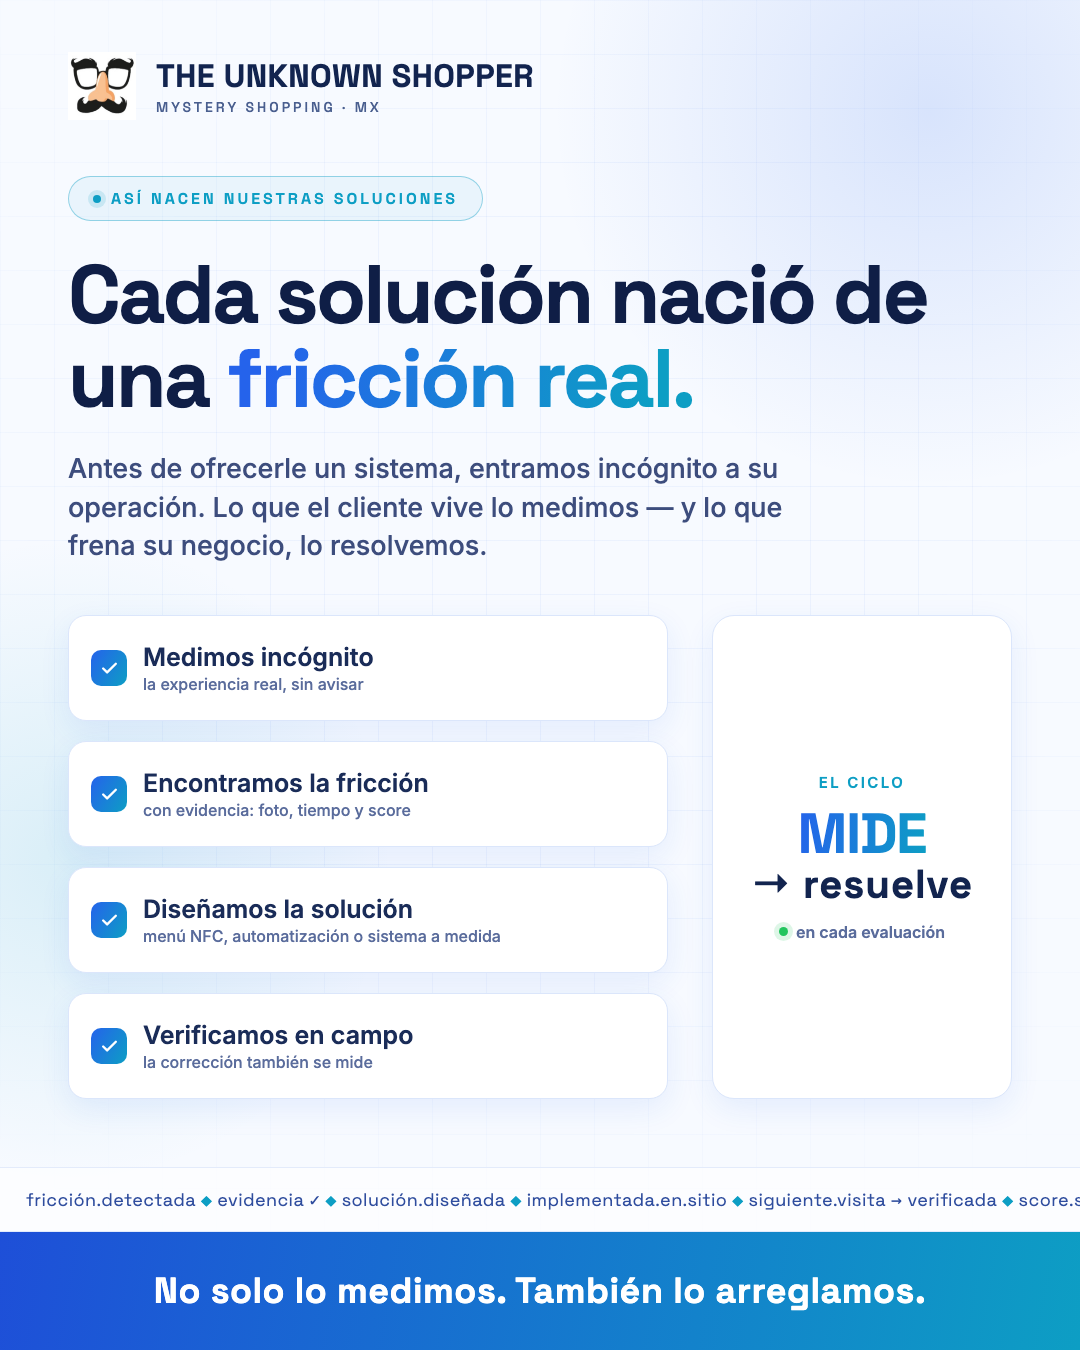 THE UNKNOWN SHOPPER
MYSTERY SHOPPING · MX
ASÍ NACEN NUESTRAS SOLUCIONES
Cada solución nació de
una fricción real.
Antes de ofrecerle un sistema, entramos incógnito a su
operación. Lo que el cliente vive lo medimos — y lo que
frena su negocio, lo resolvemos.
Medimos incógnito
la experiencia real, sin avisar
Encontramos la fricción
con evidencia: foto, tiempo y score
Diseñamos la solución
menú NFC, automatización o sistema a medida
Verificamos en campo
la corrección también se mide
EL CICLO
MIDE
→ resuelve
en cada evaluación
fricción.detectada ◆ evidencia ✓ ◆ solución.diseñada ◆ implementada.en.sitio ◆ siguiente.visita → verificada ◆ score.s
No solo lo medimos. También lo arreglamos.